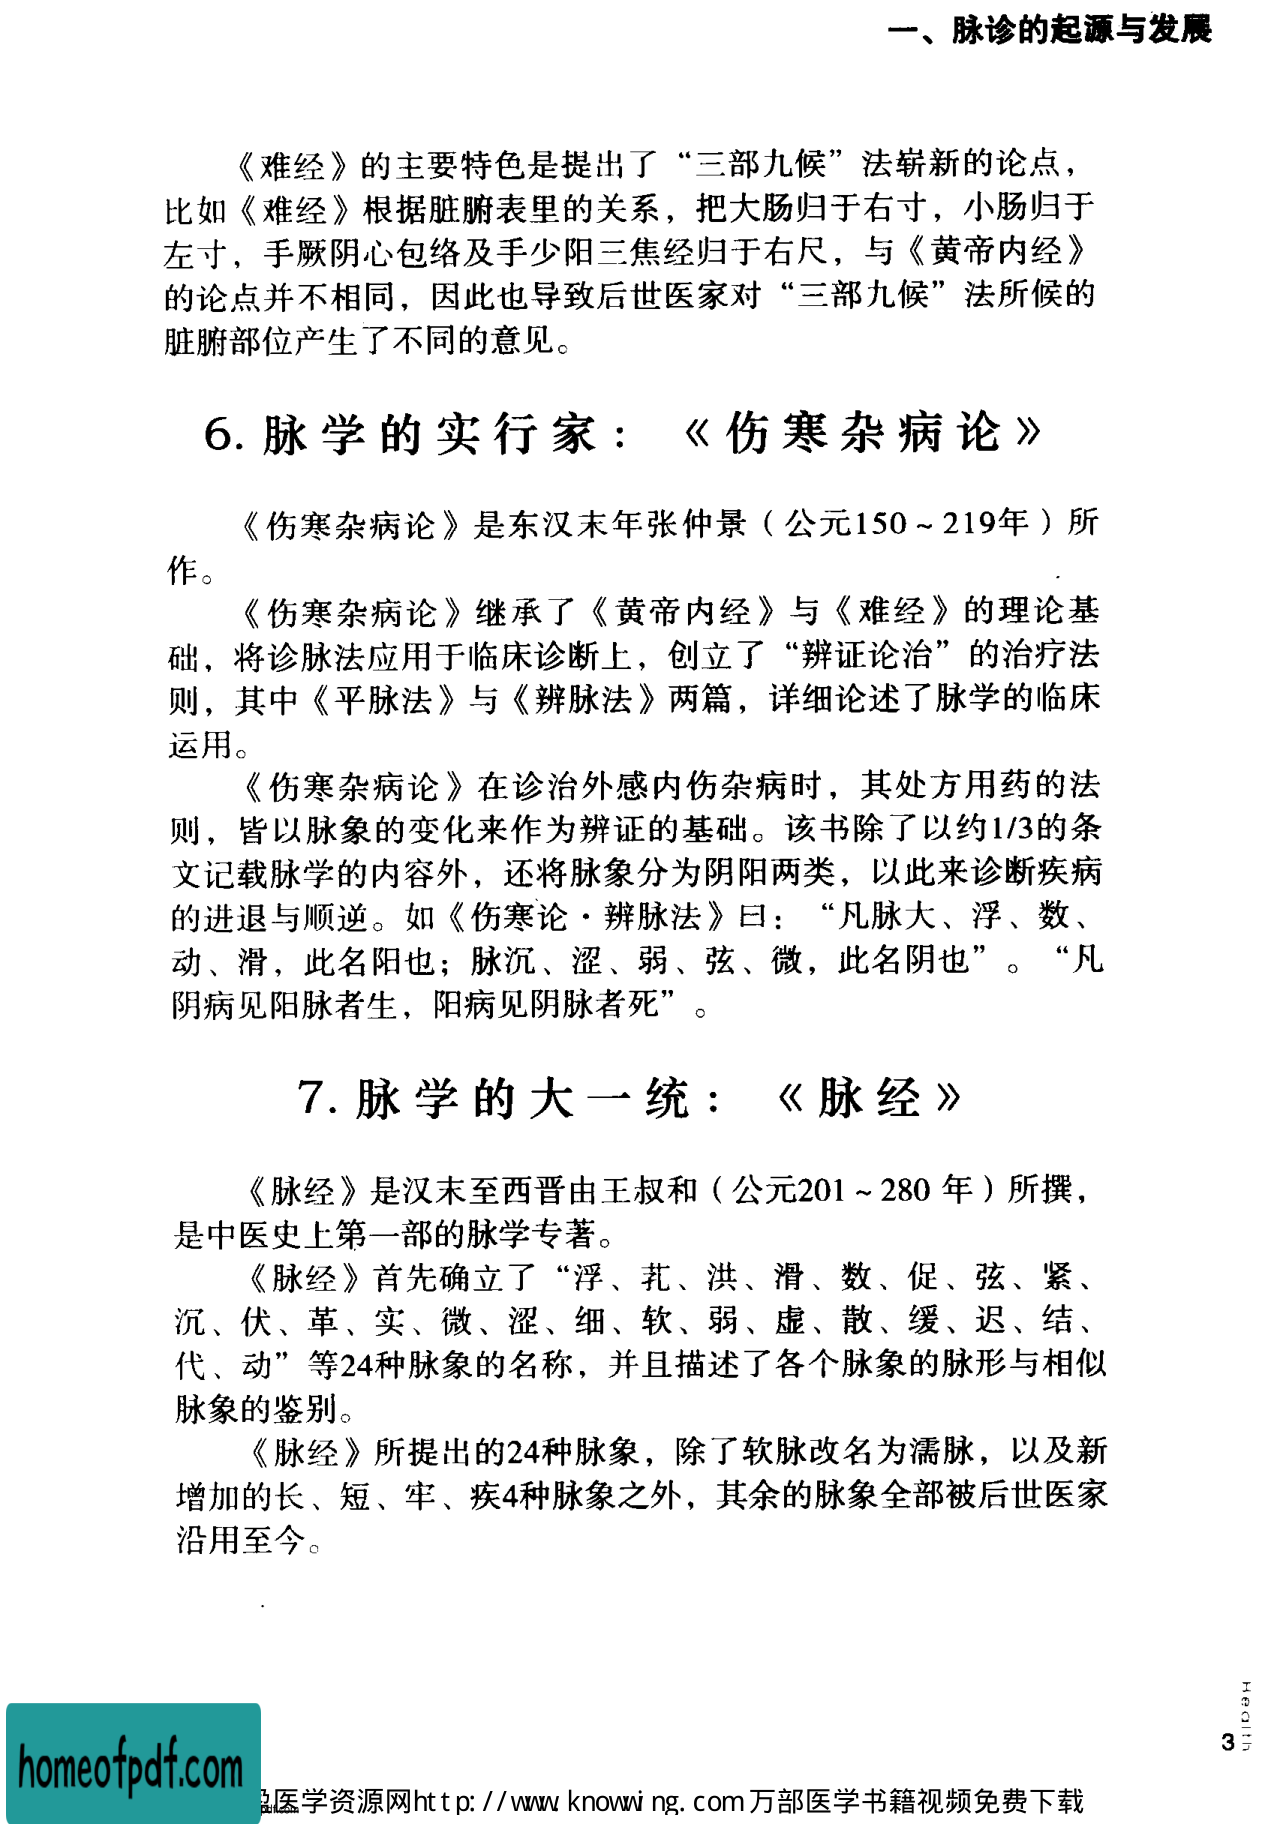 一、脉诊的起源与发展
《难经》的主要特色是提出了“三部九候”法崭新的论点，
比如《难经》根据脏腑表里的关系，把大肠归于右寸，小肠归于
左寸，手厥阴心包络及手少阳三焦经归于右尺，与《黄帝内经》
的论点并不相同，因此也导致后世医家对“三部九候”法所候的
脏腑部位产生了不同的意见。
6. 脉学的实行家：《伤寒杂病论》
《伤寒杂病论》是东汉末年张仲景（公元150～219年）所
作。
《伤寒杂病论》继承了《黄帝内经》与《难经》的理论基
础，将诊脉法应用于临床诊断上，创立了“辨证论治”的治疗法
则，其中《平脉法》与《辨脉法》两篇，详细论述了脉学的临床
运用。
《伤寒杂病论》在诊治外感内伤杂病时，其处方用药的法
则，皆以脉象的变化来作为辨证的基础。该书除了以约1/3的条
文记载脉学的内容外，还将脉象分为阴阳两类，以此来诊断疾病
的进退与顺逆。如《伤寒论·辨脉法》曰：“凡脉大、浮、数、
动、滑，此名阳也；脉沉、涩、弱、弦、微，此名阴也”。“凡
阴病见阳脉者生，阳病见阴脉者死”。
7. 脉学的大一统：《脉经》
《脉经》是汉末至西晋由王叔和（公元201～280 年）所撰，
是中医史上第一部的脉学专著。
《脉经》首先确立了“浮、芤、洪、滑、数、促、弦、紧、
沉、伏、革、实、微、涩、细、软、弱、虚、散、缓、迟、结、
代、动”等24种脉象的名称，并且描述了各个脉象的脉形与相似
脉象的鉴别。
《脉经》所提出的24种脉象，除了软脉改名为濡脉，以及新
增加的长、短、牢、疾4种脉象之外，其余的脉象全部被后世医家
沿用至今。
Health
3
homeofpdf.com
医学资源网http://www.knowwing.com万部医学书籍视频免费下载